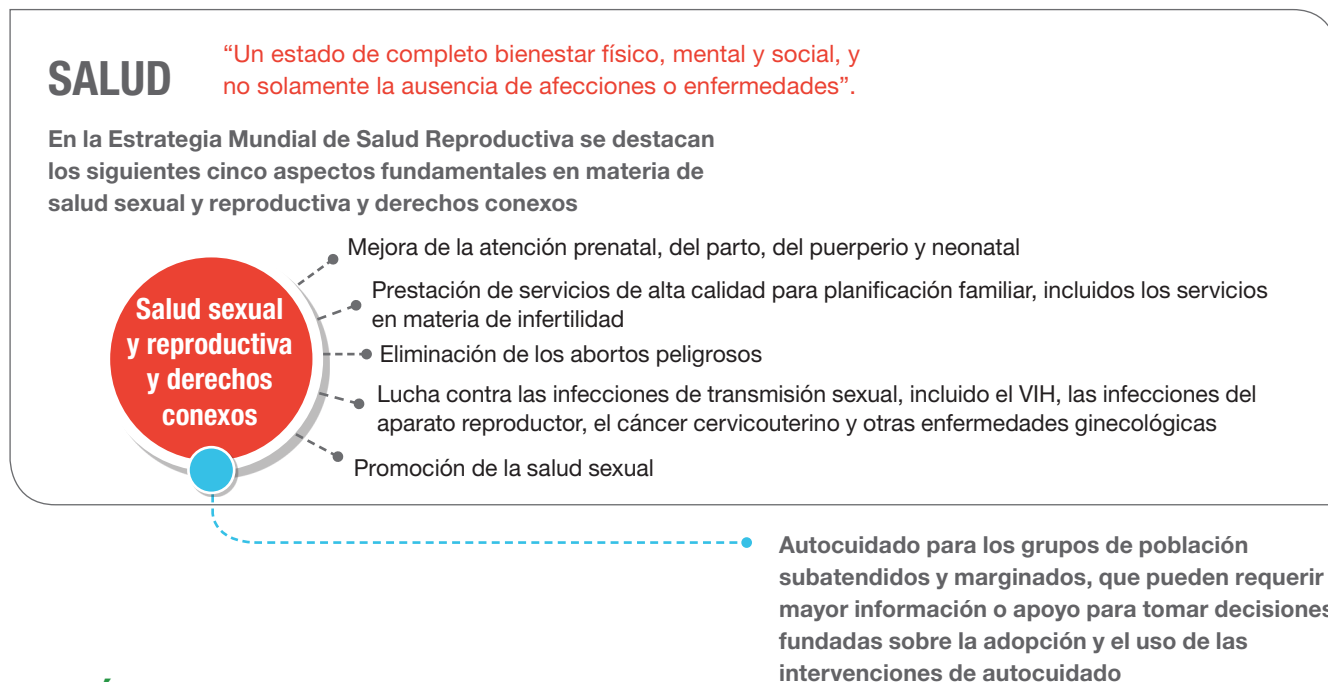 SALUD
“Un estado de completo bienestar físico, mental y social, y
no solamente la ausencia de afecciones o enfermedades”.
En la Estrategia Mundial de Salud Reproductiva se destacan
los siguientes cinco aspectos fundamentales en materia de
salud sexual y reproductiva y derechos conexos
Salud sexual
y reproductiva
y derechos
conexos
Mejora de la atención prenatal, del parto, del puerperio y neonatal
Prestación de servicios de alta calidad para planificación familiar, incluidos los servicios
en materia de infertilidad
Eliminación de los abortos peligrosos
Lucha contra las infecciones de transmisión sexual, incluido el VIH, las infecciones del
aparato reproductor, el cáncer cervicouterino y otras enfermedades ginecológicas
Promoción de la salud sexual
Autocuidado para los grupos de población
subatendidos y marginados, que pueden requerir
mayor información o apoyo para tomar decisiones
fundadas sobre la adopción y el uso de las
intervenciones de autocuidado